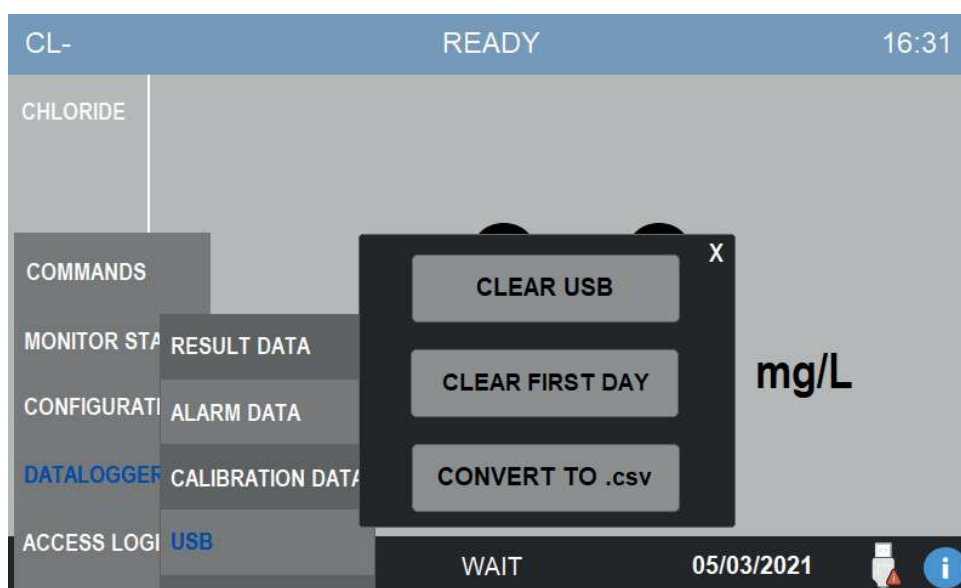 CL- READY 16:31
CHLORIDE
COMMANDS
MONITOR STA
CONFIGURATI
DATALOGGER
ACCESS LOGI
RESULT DATA
ALARM DATA
CALIBRATION DATA
USB
X
CLEAR USB
CLEAR FIRST DAY
CONVERT TO .csv
mg/L
WAIT 05/03/2021
i